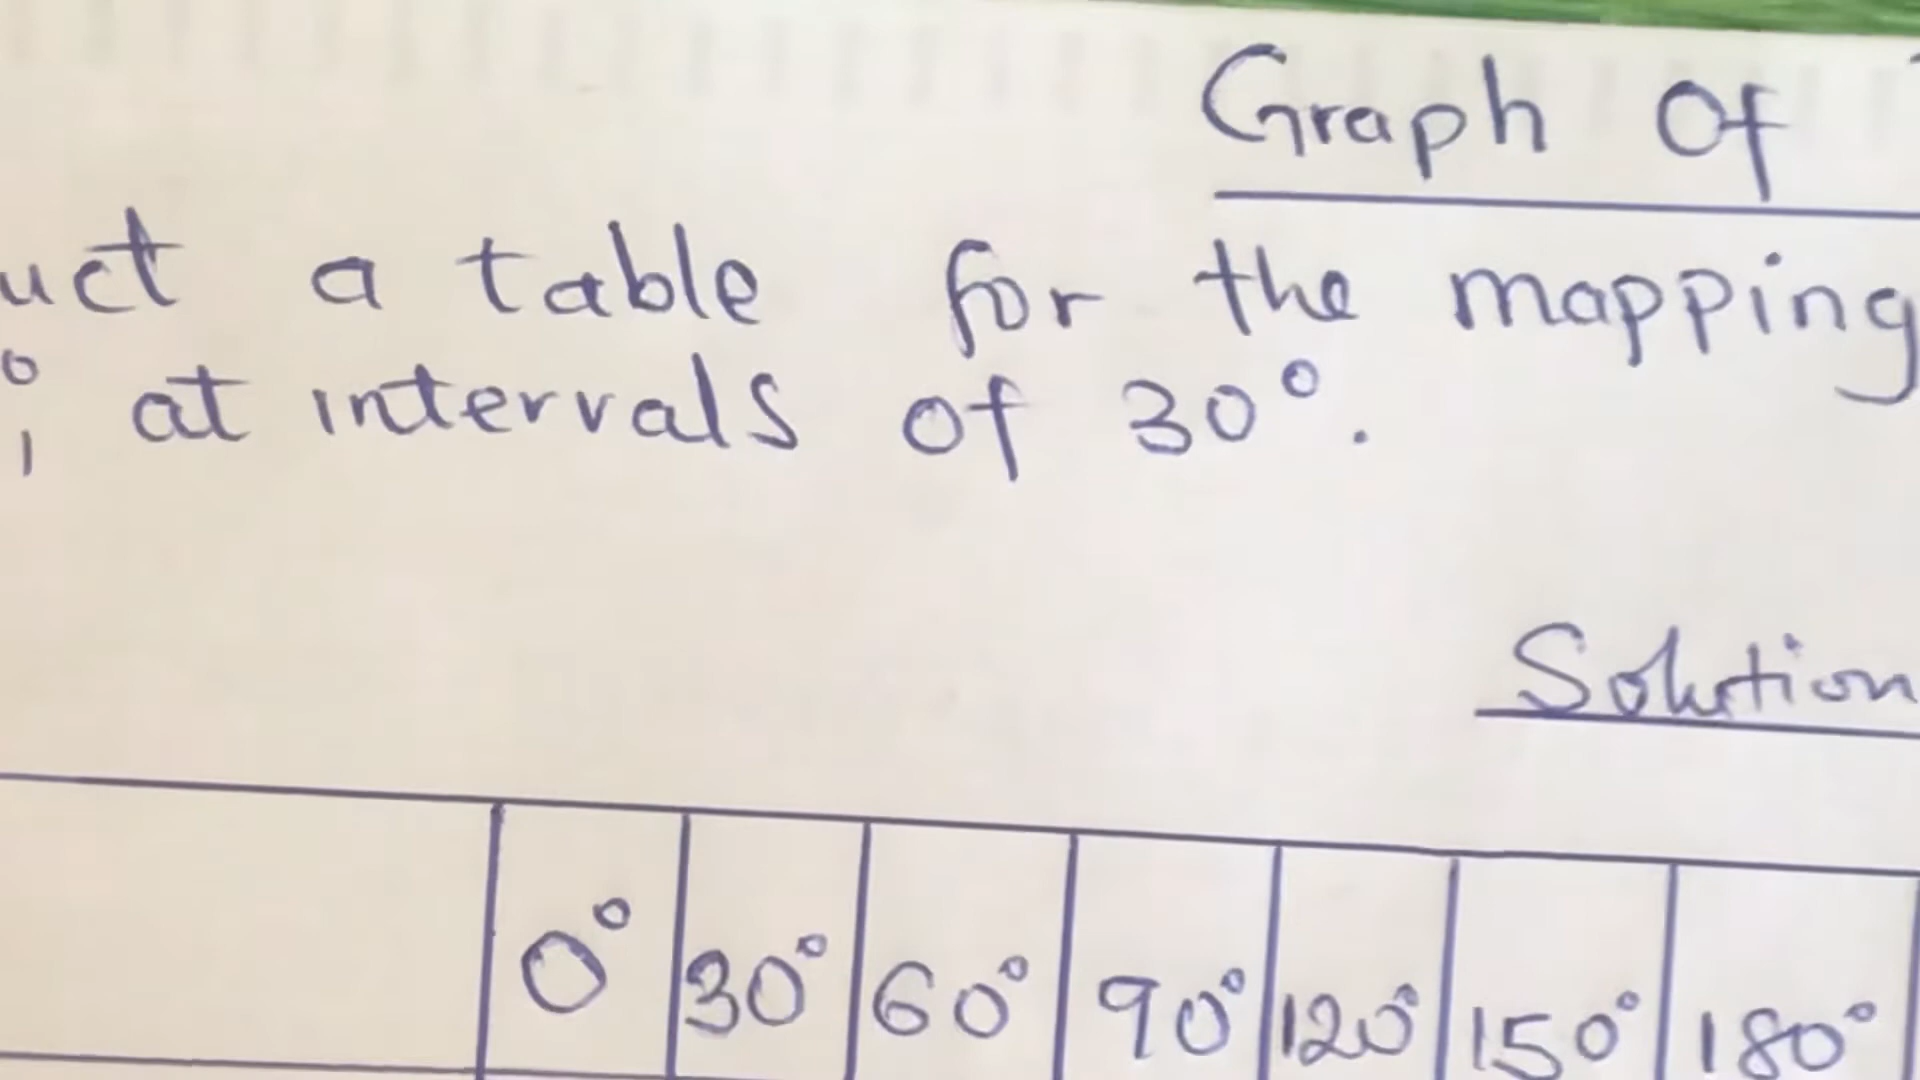 Graph Of
uct a table for the mapping
° at intervals of 30°.
Solution
0° 30° 60° 90° 120° 150° 180°